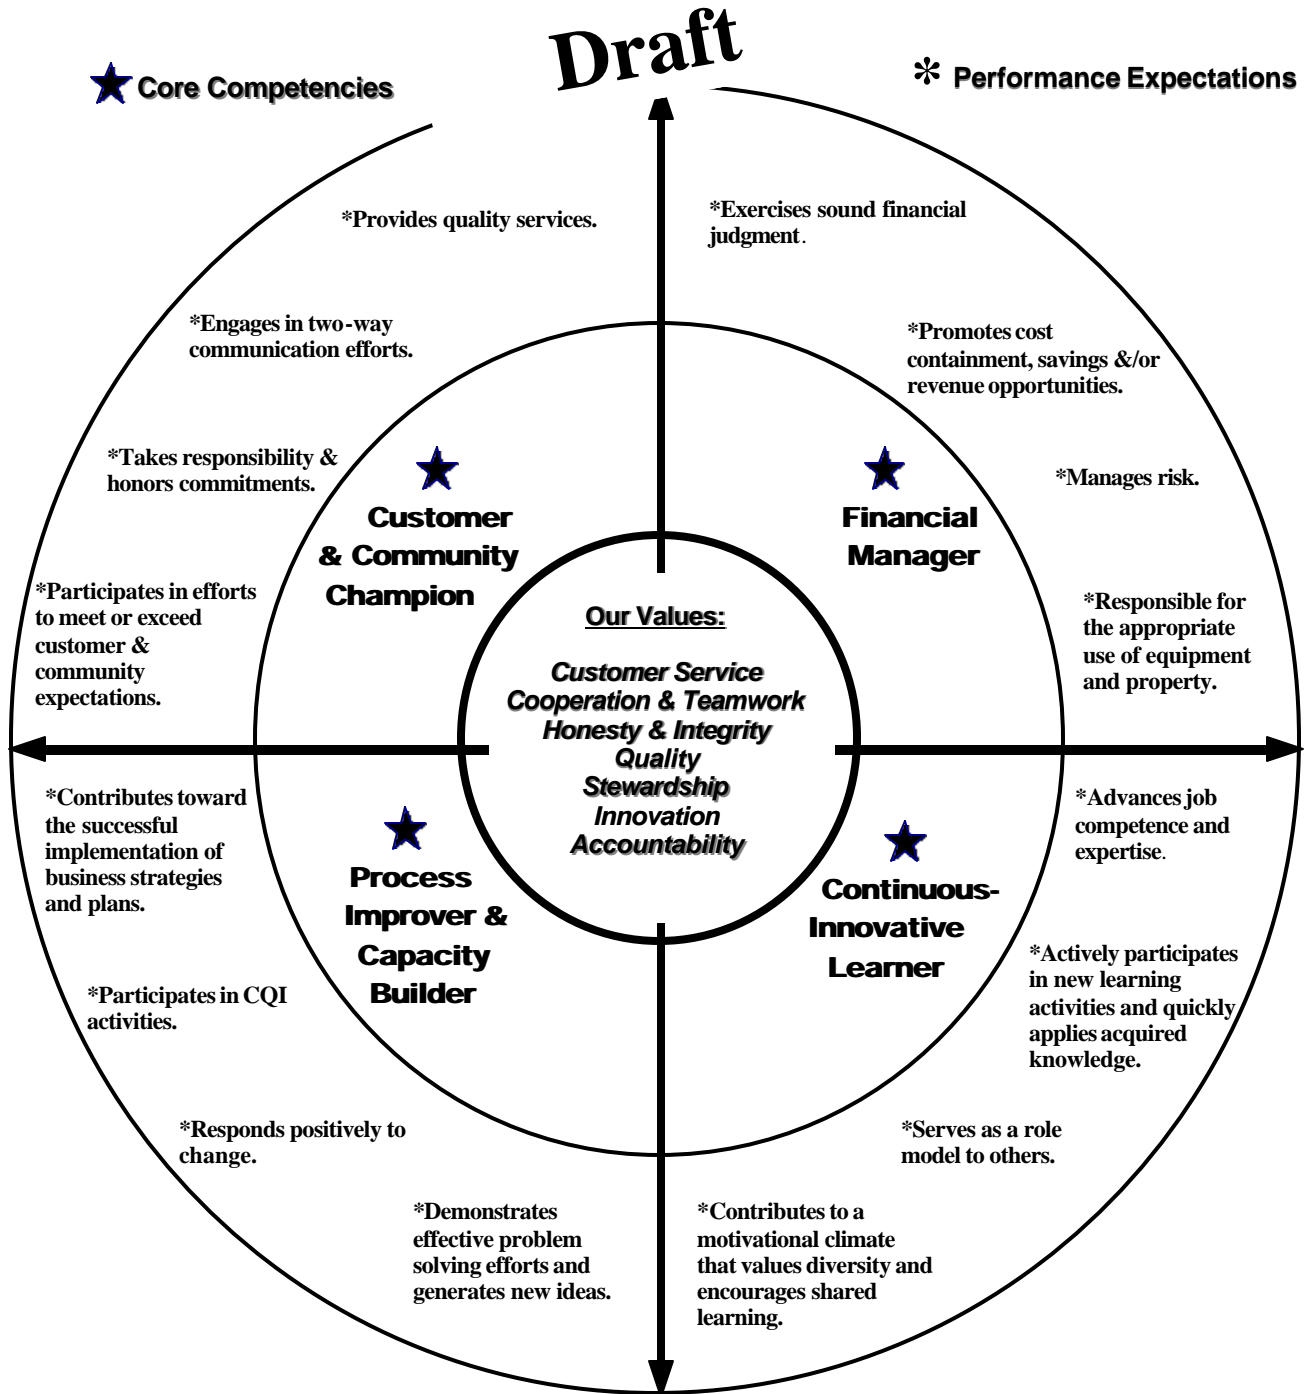 Draft
★ Core Competencies
* Performance Expectations
*Provides quality services.
*Engages in two-way
communication efforts.
*Takes responsibility &
honors commitments.
*Participates in efforts
to meet or exceed
customer &
community
expectations.
Customer
& Community
Champion
*Exercises sound financial
judgment.
*Promotes cost
containment, savings &/or
revenue opportunities.
*Manages risk.
*Responsible for
the appropriate
use of equipment
and property.
Financial
Manager
Our Values:
Customer Service
Cooperation & Teamwork
Honesty & Integrity
Quality
Stewardship
Innovation
Accountability
*Contributes toward
the successful
implementation of
business strategies
and plans.
*Participates in CQI
activities.
*Responds positively to
change.
*Demonstrates
effective problem
solving efforts and
generates new ideas.
Process
Improver &
Capacity
Builder
Continuous-
Innovative
Learner
*Advances job
competence and
expertise.
*Actively participates
in new learning
activities and quickly
applies acquired
knowledge.
*Serves as a role
model to others.
*Contributes to a
motivational climate
that values diversity and
encourages shared
learning.